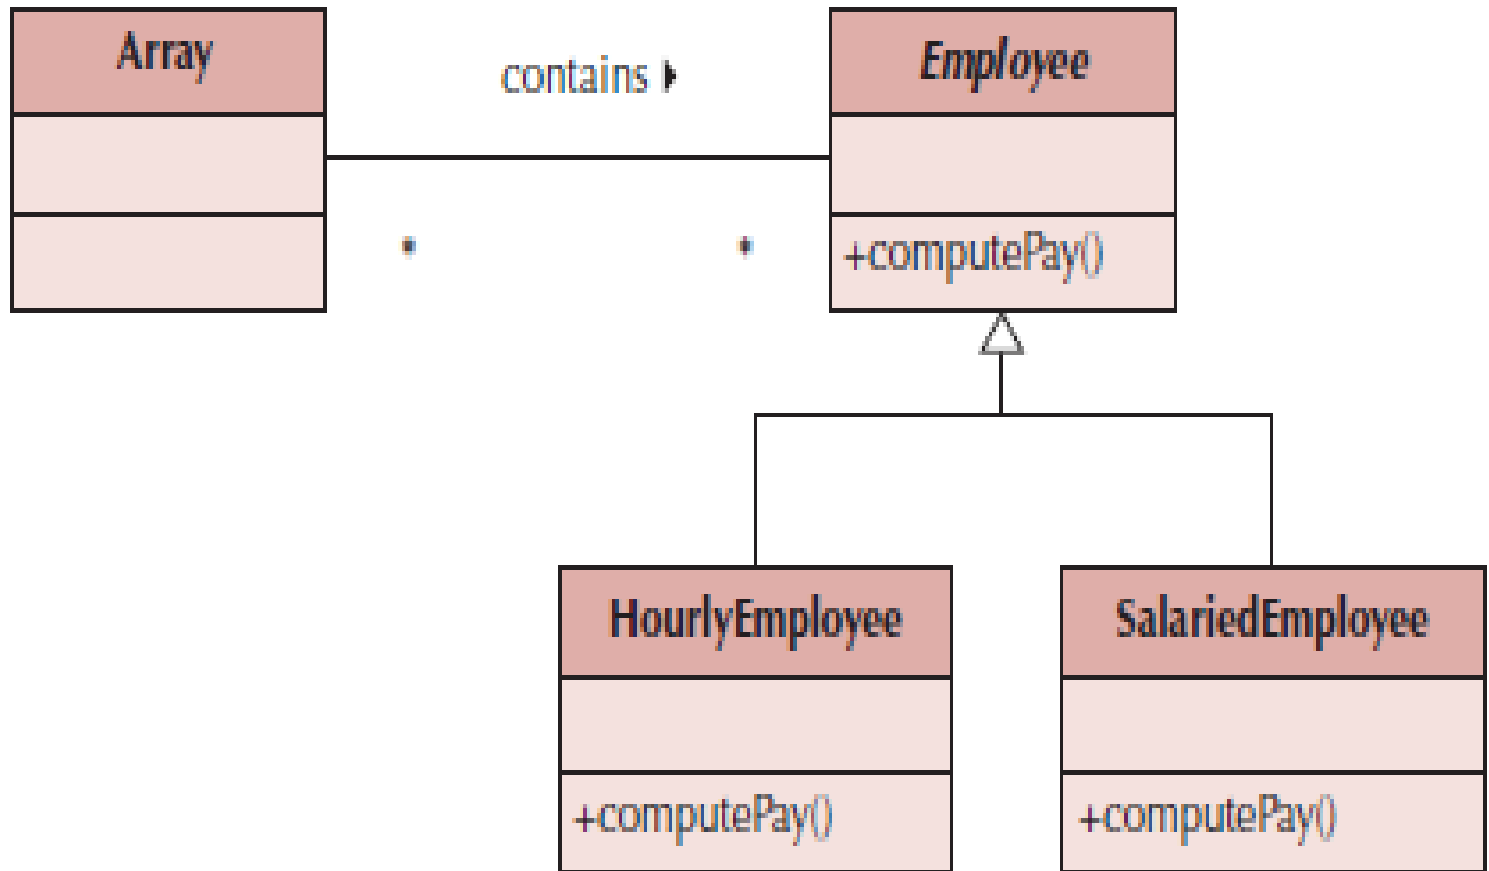 Array
contains ▶
Employee
* *
+computePay()
HourlyEmployee
SalariedEmployee
+computePay()
+computePay()